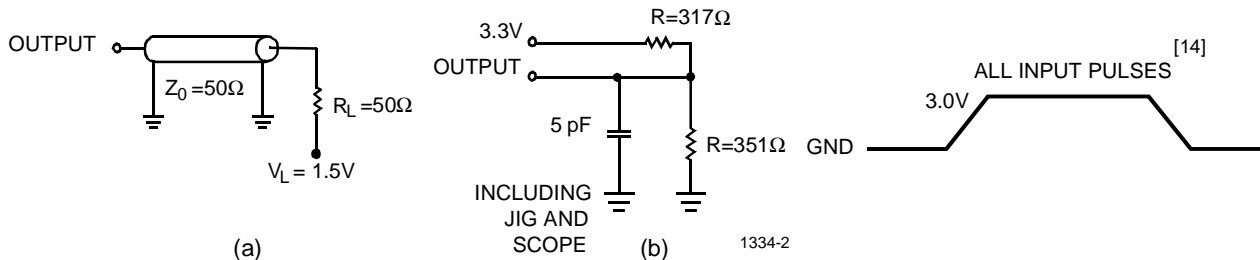 OUTPUT
Z0 =50Ω
RL =50Ω
VL = 1.5V
(a)
R=317Ω
3.3V
OUTPUT
5 pF
R=351Ω
INCLUDING
JIG AND
SCOPE
(b)
1334-2
ALL INPUT PULSES [14]
3.0V
GND